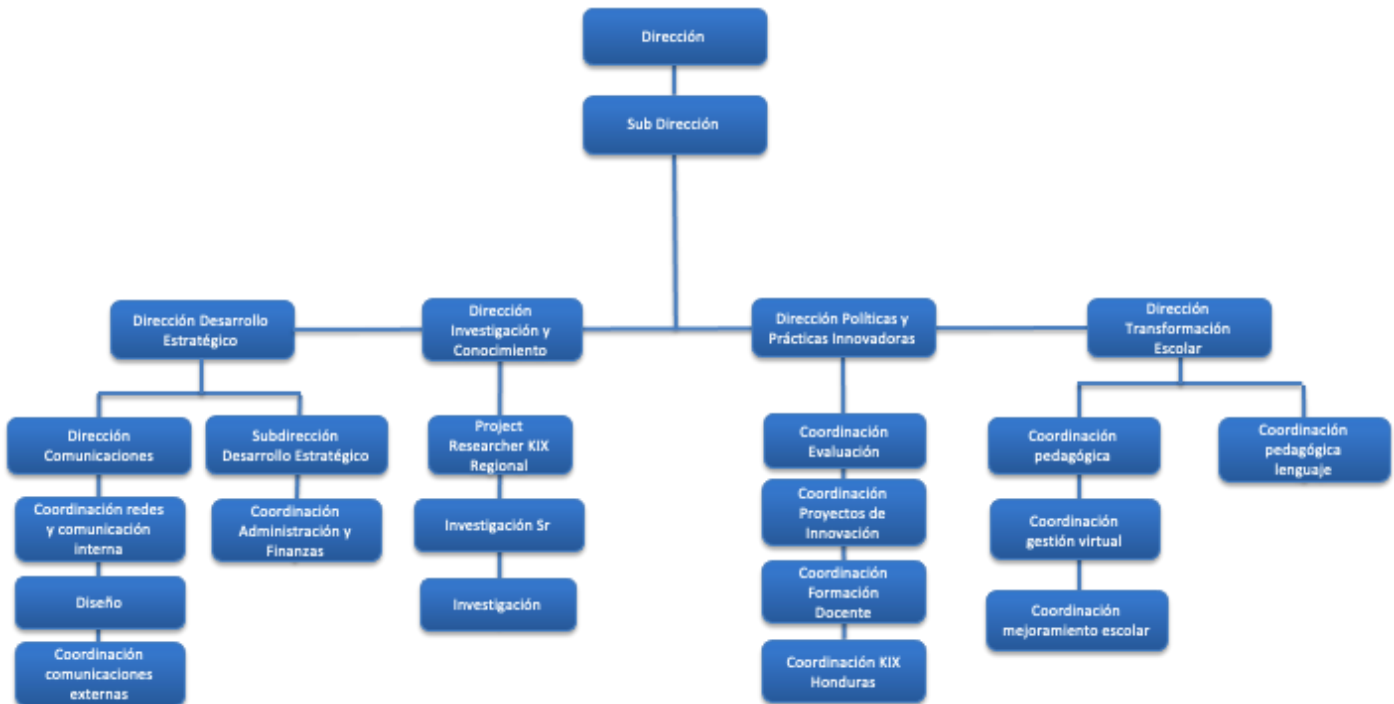 Dirección
Sub Dirección
Dirección Desarrollo
Estratégico
Dirección
Investigación y
Conocimiento
Dirección Políticas y
Prácticas Innovadoras
Dirección
Transformación
Escolar
Dirección
Comunicaciones
Subdirección
Desarrollo Estratégico
Project
Researcher KIX
Regional
Coordinación
Evaluación
Coordinación
pedagógica
Coordinación
pedagógica
lenguaje
Coordinación redes
y comunicación
interna
Coordinación
Administración y
Finanzas
Investigación Sr
Coordinación
Proyectos de
Innovación
Coordinación
gestión virtual
Diseño
Investigación
Coordinación
Formación
Docente
Coordinación
mejoramiento escolar
Coordinación
comunicaciones
externas
Coordinación KIX
Honduras